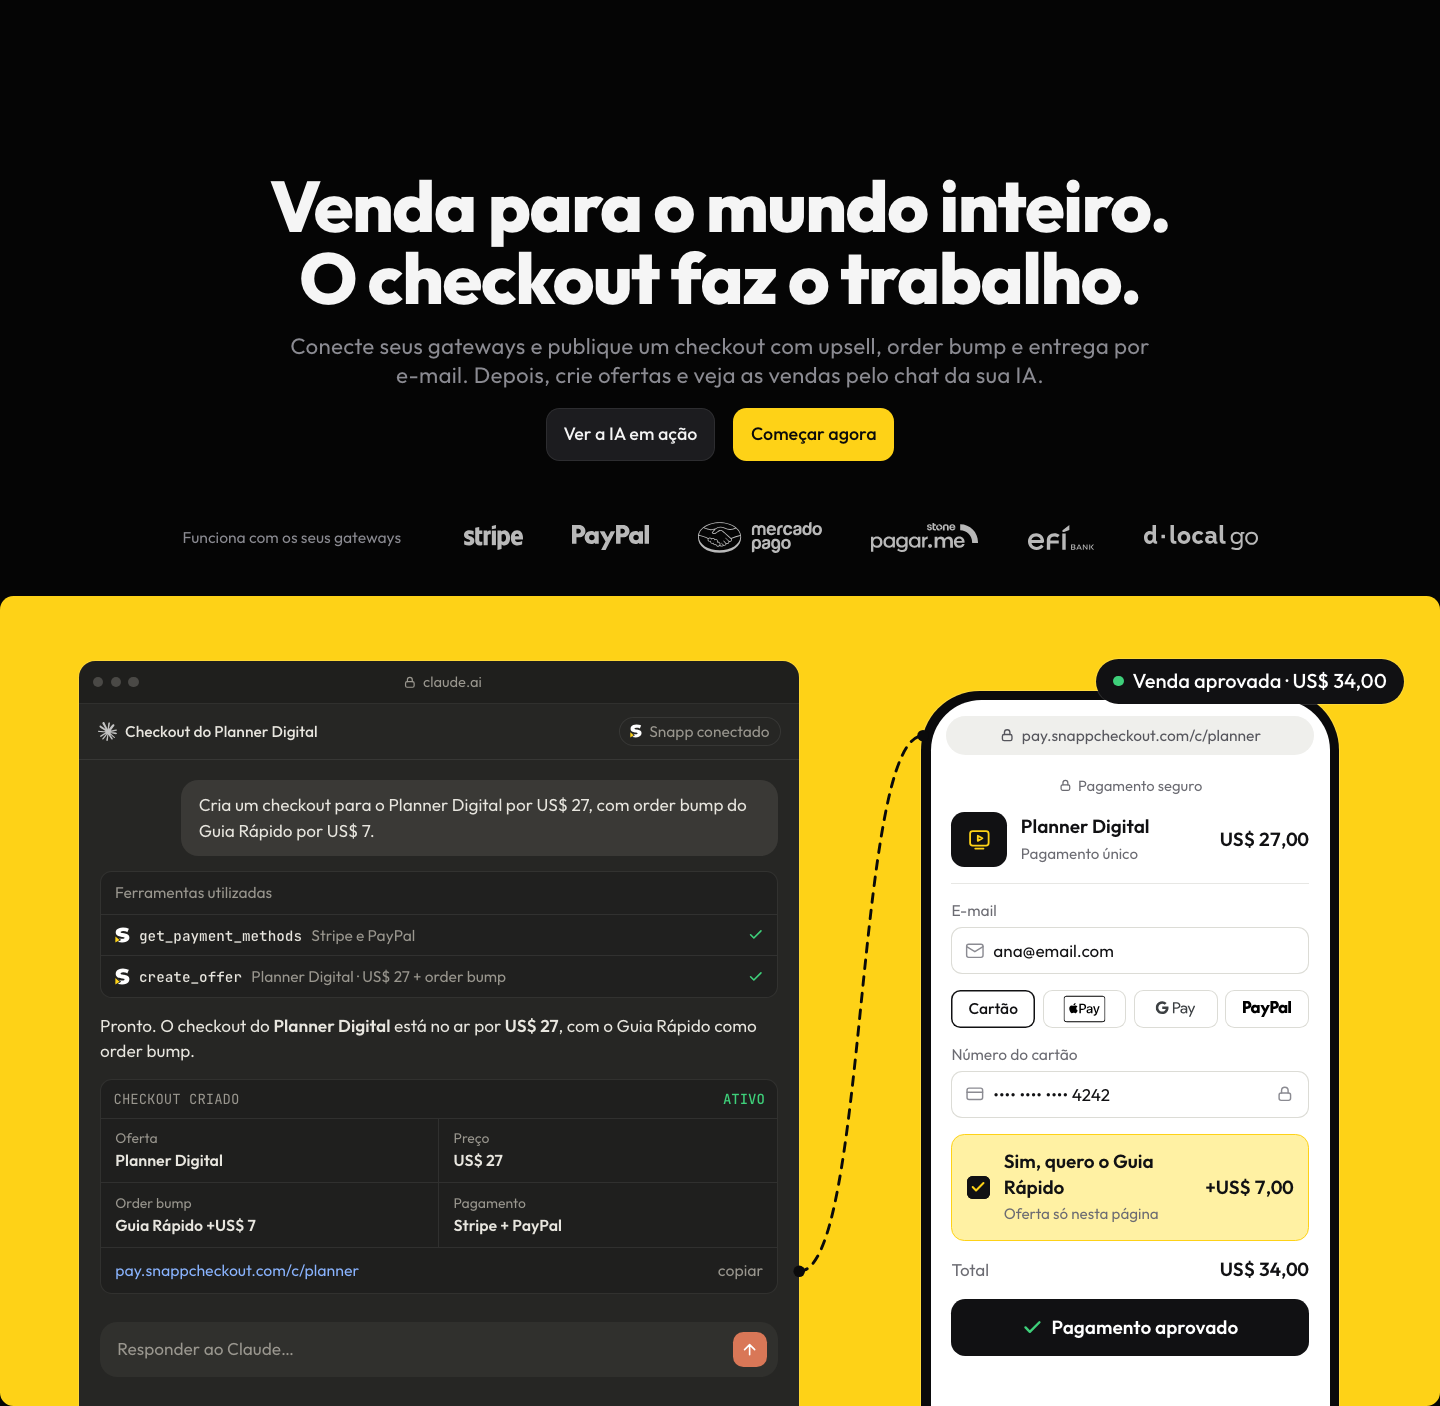 Venda para o mundo inteiro.
O checkout faz o trabalho.
Conecte seus gateways e publique um checkout com upsell, order bump e entrega por
e-mail. Depois, crie ofertas e veja as vendas pelo chat da sua IA.
Ver a IA em ação
Começar agora
Funciona com os seus gateways
stripe
PayPal
mercado
pago
stone
pagar.me
efí BANK
d·local go
claude.ai
Checkout do Planner Digital
Snapp conectado
Cria um checkout para o Planner Digital por US$ 27, com order bump do
Guia Rápido por US$ 7.
Ferramentas utilizadas
get_payment_methods Stripe e PayPal
create_offer Planner Digital · US$ 27 + order bump
Pronto. O checkout do Planner Digital está no ar por US$ 27, com o Guia Rápido como
order bump.
CHECKOUT CRIADO
ATIVO
Oferta
Planner Digital
Preço
US$ 27
Order bump
Guia Rápido +US$ 7
Pagamento
Stripe + PayPal
pay.snappcheckout.com/c/planner
copiar
Responder ao Claude…
Venda aprovada · US$ 34,00
pay.snappcheckout.com/c/planner
Pagamento seguro
Planner Digital
Pagamento único
US$ 27,00
E-mail
ana@email.com
Cartão
Pay
G Pay
PayPal
Número do cartão
•••• •••• •••• 4242
Sim, quero o Guia
Rápido
Oferta só nesta página
+US$ 7,00
Total
US$ 34,00
Pagamento aprovado